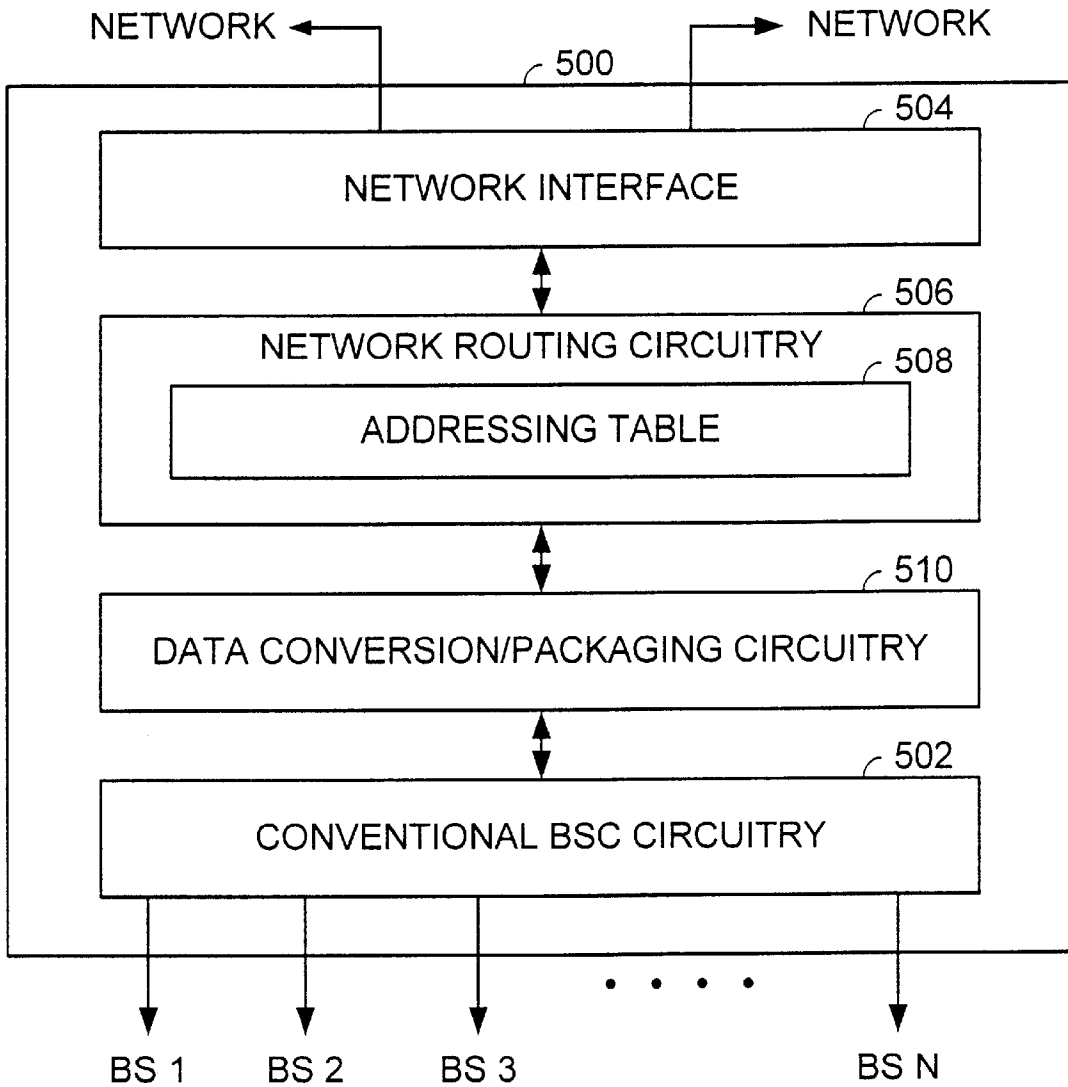 NETWORK
NETWORK
500
504
NETWORK INTERFACE
506
NETWORK ROUTING CIRCUITRY
508
ADDRESSING TABLE
510
DATA CONVERSION/PACKAGING CIRCUITRY
502
CONVENTIONAL BSC CIRCUITRY
BS 1
BS 2
BS 3
BS N